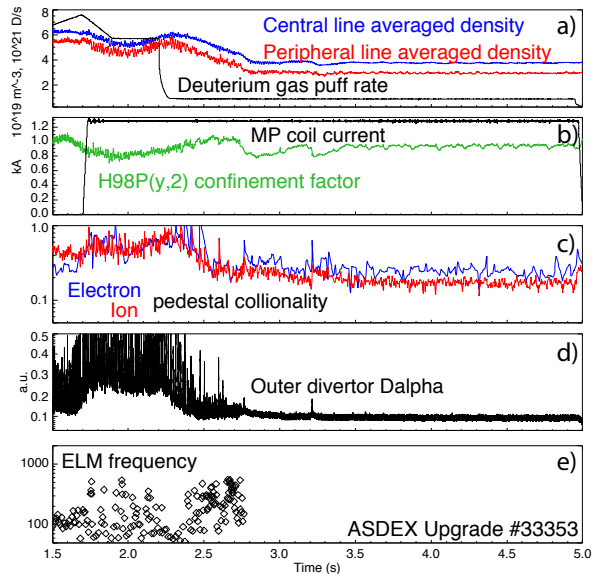 10^19 m^-3, 10^21 D/s
8
6
4
2
a)
Central line averaged density
Peripheral line averaged density
Deuterium gas puff rate
kA
1.2
1.0
0.8
0.6
0.4
0.2
0.0
b)
MP coil current
H98P(y,2) confinement factor
1.0
0.1
c)
Electron
Ion pedestal collionality
a.u.
0.5
0.4
0.3
0.2
0.1
d)
Outer divertor Dalpha
1000
100
ELM frequency
e)
ASDEX Upgrade #33353
1.5 2.0 2.5 3.0 3.5 4.0 4.5 5.0
Time (s)